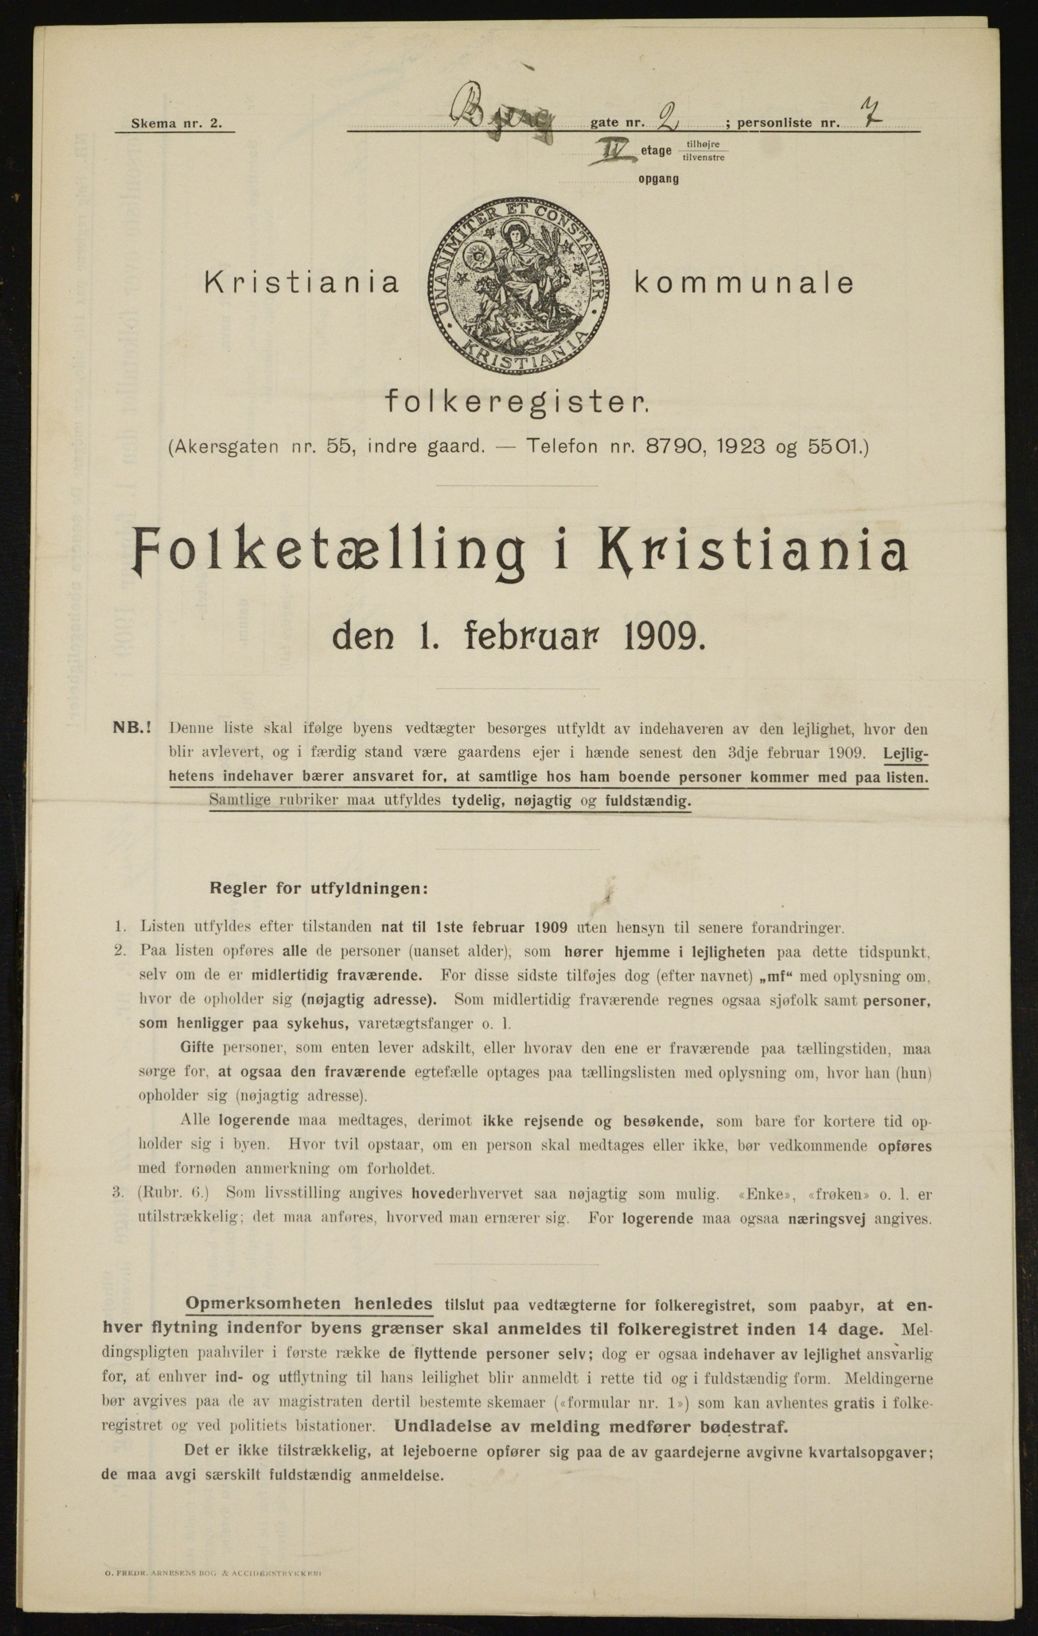 Skema nr. 2.
gate nr. 2 ; personliste nr. 7
IV etage tilhøjre
tilvenstre
opgang
UNANIMITER ET CONSTANTER
KRISTIANIA
Kristiania kommunale
folkeregister.
(Akersgaten nr. 55, indre gaard. — Telefon nr. 8790, 1923 og 5501.)
Folketælling i Kristiania
den 1. februar 1909.
NB.! Denne liste skal ifølge byens vedtægter besørges utfyldt av indehaveren av den lejlighet, hvor den
blir avlevert, og i færdig stand være gaardens ejer i hænde senest den 3dje februar 1909. Lejlig-
hetens indehaver bærer ansvaret for, at samtlige hos ham boende personer kommer med paa listen.
Samtlige rubriker maa utfyldes tydelig, nøjagtig og fuldstændig.
Regler for utfyldningen:
1. Listen utfyldes efter tilstanden nat til 1ste februar 1909 uten hensyn til senere forandringer.
2. Paa listen opføres alle de personer (uanset alder), som hører hjemme i lejligheten paa dette tidspunkt,
selv om de er midlertidig fraværende. For disse sidste tilføjes dog (efter navnet) „mf“ med oplysning om,
hvor de opholder sig (nøjagtig adresse). Som midlertidig fraværende regnes ogsaa sjøfolk samt personer,
som henligger paa sykehus, varetægtsfanger o. l.
Gifte personer, som enten lever adskilt, eller hvorav den ene er fraværende paa tællingstiden, maa
sørge for, at ogsaa den fraværende egtefælle optages paa tællingslisten med oplysning om, hvor han (hun)
opholder sig (nøjagtig adresse).
Alle logerende maa medtages, derimot ikke rejsende og besøkende, som bare for kortere tid op-
holder sig i byen. Hvor tvil opstaar, om en person skal medtages eller ikke, bør vedkommende opføres
med fornøden anmerkning om forholdet.
3. (Rubr. 6.) Som livsstilling angives hovederhvervet saa nøjagtig som mulig. «Enke», «frøken» o. l. er
utilstrækkelig; det maa anføres, hvorved man ernærer sig. For logerende maa ogsaa næringsvej angives.
Opmerksomheten henledes tilslut paa vedtægterne for folkeregistret, som paabyr, at en-
hver flytning indenfor byens grænser skal anmeldes til folkeregistret inden 14 dage. Mel-
dingspligten paahviler i første række de flyttende personer selv; dog er ogsaa indehaver av lejlighet ansvarlig
for, at enhver ind- og utflytning til hans leilighet blir anmeldt i rette tid og i fuldstændig form. Meldingerne
bør avgives paa de av magistraten dertil bestemte skemaer («formular nr. 1») som kan avhentes gratis i folke-
registret og ved politiets bistationer. Undladelse av melding medfører bødestraf.
Det er ikke tilstrækkelig, at lejeboerne opfører sig paa de av gaardejerne avgivne kvartalsopgaver;
de maa avgi særskilt fuldstændig anmeldelse.
O. FREDR. ARNESENS BOG & ACCIDENSTRYKKERI